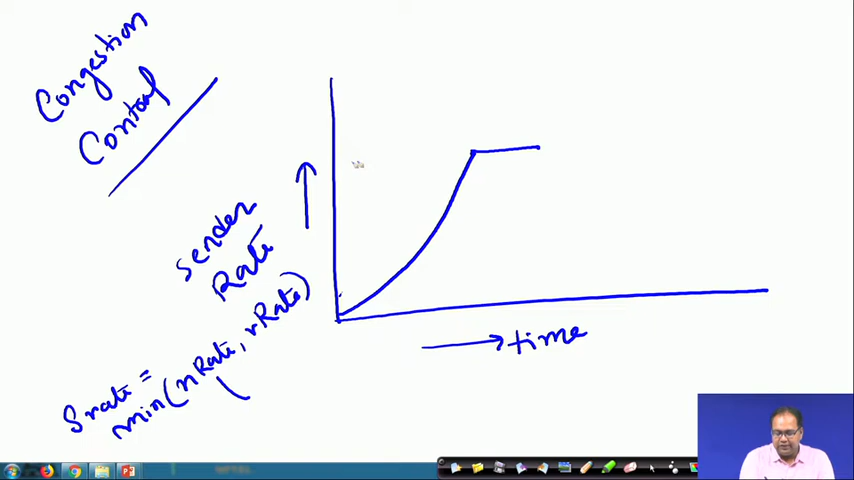 Congestion
Control
Sender
Rate
Srate =
min(nRate, rRate)
time